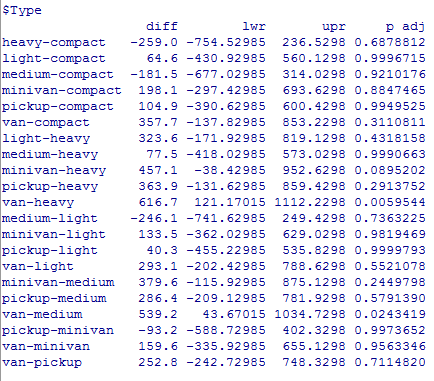 $Type
diff lwr upr p adj
heavy-compact -259.0 -754.52985 236.5298 0.6878812
light-compact 64.6 -430.92985 560.1298 0.9996715
medium-compact -181.5 -677.02985 314.0298 0.9210176
minivan-compact 198.1 -297.42985 693.6298 0.8847465
pickup-compact 104.9 -390.62985 600.4298 0.9949525
van-compact 357.7 -137.82985 853.2298 0.3110811
light-heavy 323.6 -171.92985 819.1298 0.4318158
medium-heavy 77.5 -418.02985 573.0298 0.9990663
minivan-heavy 457.1 -38.42985 952.6298 0.0895202
pickup-heavy 363.9 -131.62985 859.4298 0.2913752
van-heavy 616.7 121.17015 1112.2298 0.0059544
medium-light -246.1 -741.62985 249.4298 0.7363225
minivan-light 133.5 -362.02985 629.0298 0.9819469
pickup-light 40.3 -455.22985 535.8298 0.9999793
van-light 293.1 -202.42985 788.6298 0.5521078
minivan-medium 379.6 -115.92985 875.1298 0.2449798
pickup-medium 286.4 -209.12985 781.9298 0.5791390
van-medium 539.2 43.67015 1034.7298 0.0243419
pickup-minivan -93.2 -588.72985 402.3298 0.9973652
van-minivan 159.6 -335.92985 655.1298 0.9563346
van-pickup 252.8 -242.72985 748.3298 0.7114820